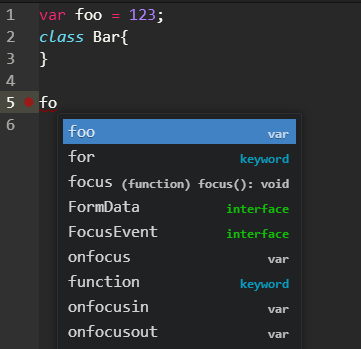 1 var foo = 123;
2 class Bar{
3 }
4
5 fo
6
foo var
for keyword
focus (function) focus(): void
FormData interface
FocusEvent interface
onfocus var
function keyword
onfocusin var
onfocusout var